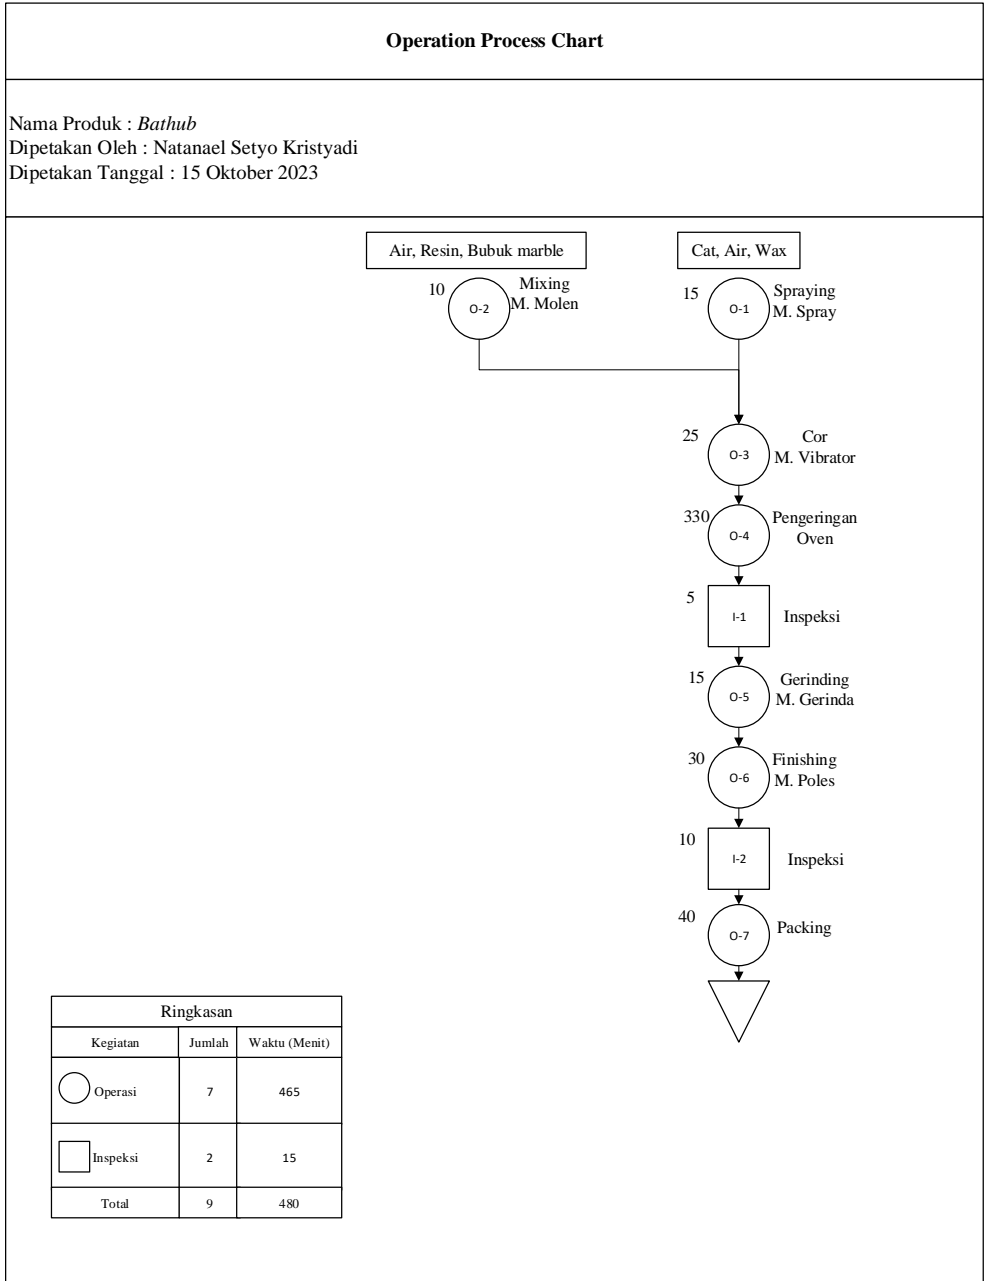 Operation Process Chart
Nama Produk : Bathub
Dipetakan Oleh : Natanael Setyo Kristyadi
Dipetakan Tanggal : 15 Oktober 2023
Air, Resin, Bubuk marble
Cat, Air, Wax
10
O-2
Mixing
M. Molen
15
O-1
Spraying
M. Spray
25
O-3
Cor
M. Vibrator
330
O-4
Pengeringan
Oven
5
I-1
Inspeksi
15
O-5
Gerinding
M. Gerinda
30
O-6
Finishing
M. Poles
10
I-2
Inspeksi
40
O-7
Packing
Ringkasan
Kegiatan Jumlah Waktu (Menit)
Operasi 7 465
Inspeksi 2 15
Total 9 480